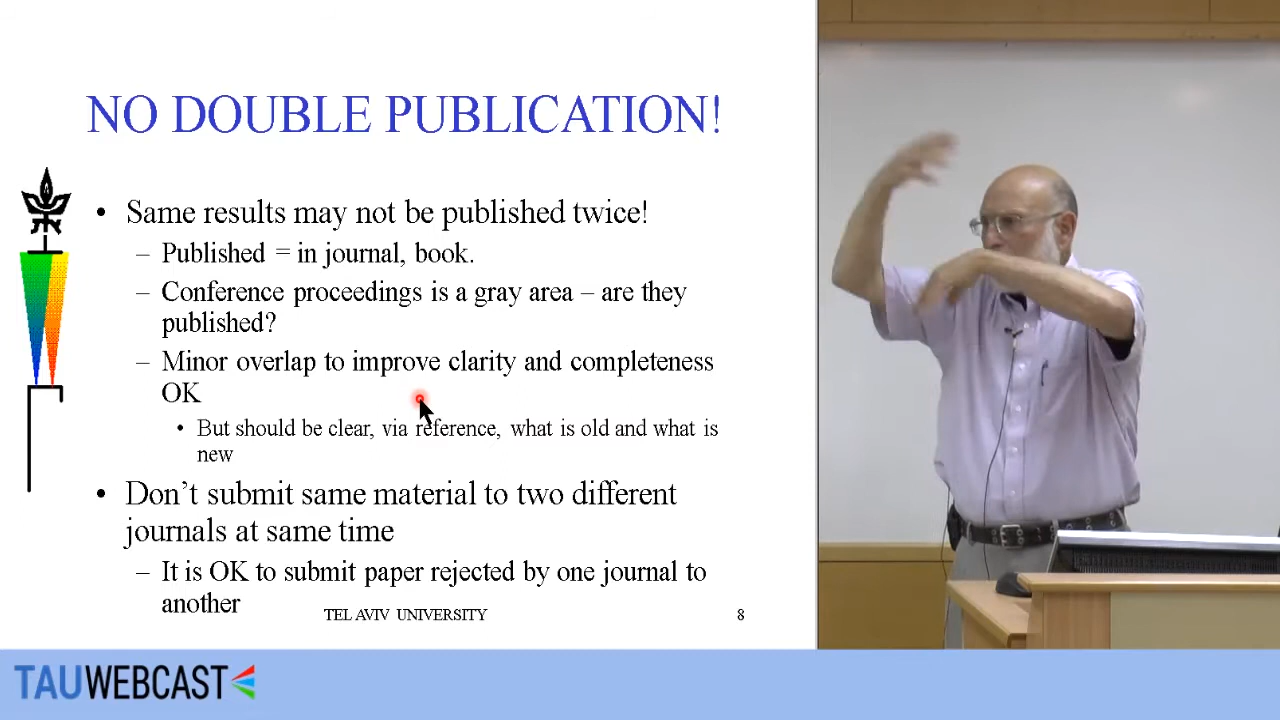 NO DOUBLE PUBLICATION!
• Same results may not be published twice!
– Published = in journal, book.
– Conference proceedings is a gray area – are they
published?
– Minor overlap to improve clarity and completeness
OK
• But should be clear, via reference, what is old and what is
new
• Don’t submit same material to two different
journals at same time
– It is OK to submit paper rejected by one journal to
another
TEL AVIV UNIVERSITY
8
TAUWEBCAST